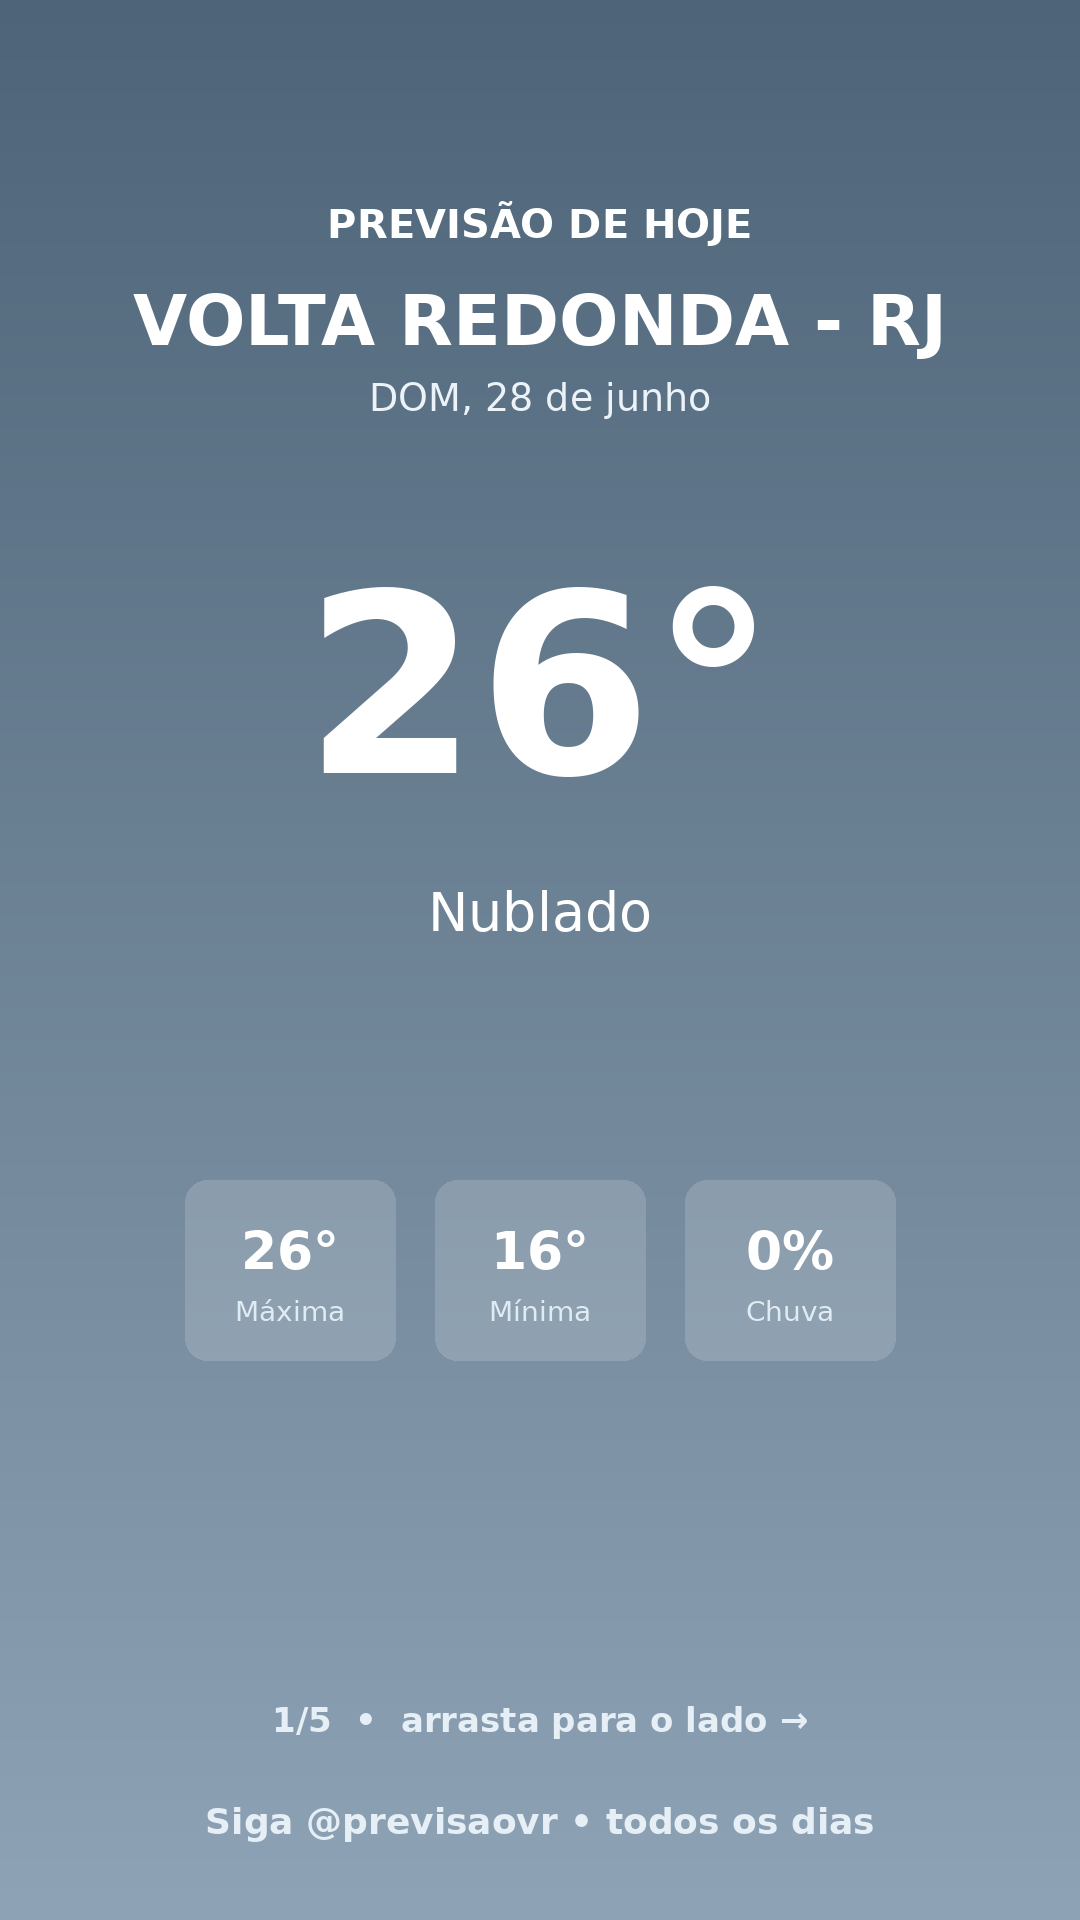 PREVISÃO DE HOJE
VOLTA REDONDA - RJ
DOM, 28 de junho
26°
Nublado
26°
Máxima
16°
Mínima
0%
Chuva
1/5 • arrasta para o lado →
Siga @previsaovr • todos os dias